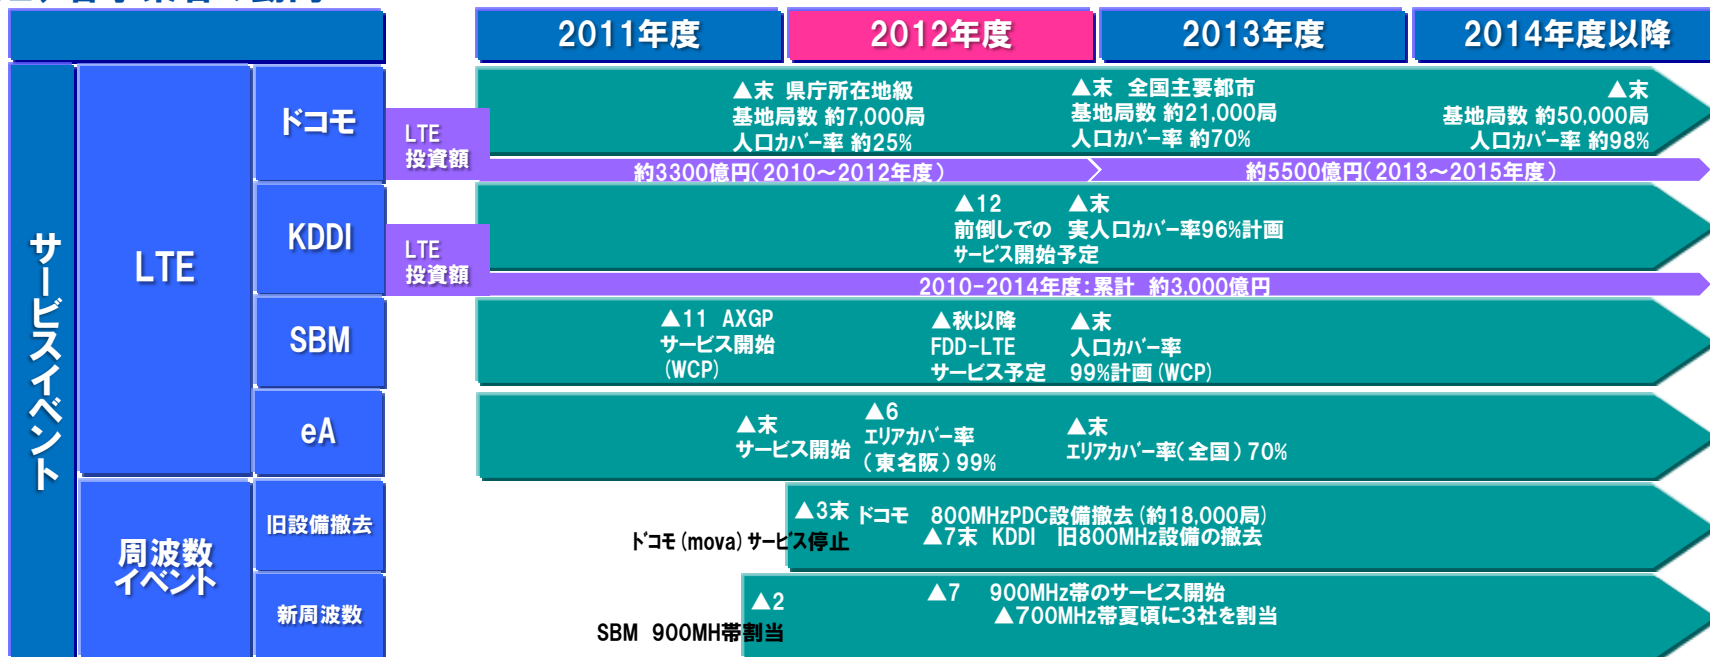 2011年度
2012年度
2013年度
2014年度以降
サービスイベント
LTE
ドコモ
▲末 県庁所在地級
基地局数 約7,000局
人口カバー率 約25%
▲末 全国主要都市
基地局数 約21,000局
人口カバー率 約70%
▲末
基地局数 約50,000局
人口カバー率 約98%
LTE
投資額
約3300億円(2010～2012年度)
約5500億円(2013～2015年度)
KDDI
▲12
前倒しでの
サービス開始予定
▲末
実人口カバー率96%計画
LTE
投資額
2010-2014年度:累計 約3,000億円
SBM
▲11 AXGP
サービス開始
(WCP)
▲秋以降
FDD-LTE
サービス予定
▲末
人口カバー率
99%計画(WCP)
eA
▲末
サービス開始
▲6
エリアカバー率
(東名阪)99%
▲末
エリアカバー率(全国)70%
周波数
イベント
旧設備撤去
▲3末
ドコモ(mova)サービス停止
ドコモ 800MHzPDC設備撤去(約18,000局)
▲7末 KDDI 旧800MHz設備の撤去
新周波数
▲2
SBM 900MH帯割当
▲7 900MHz帯のサービス開始
▲700MHz帯夏頃に3社を割当